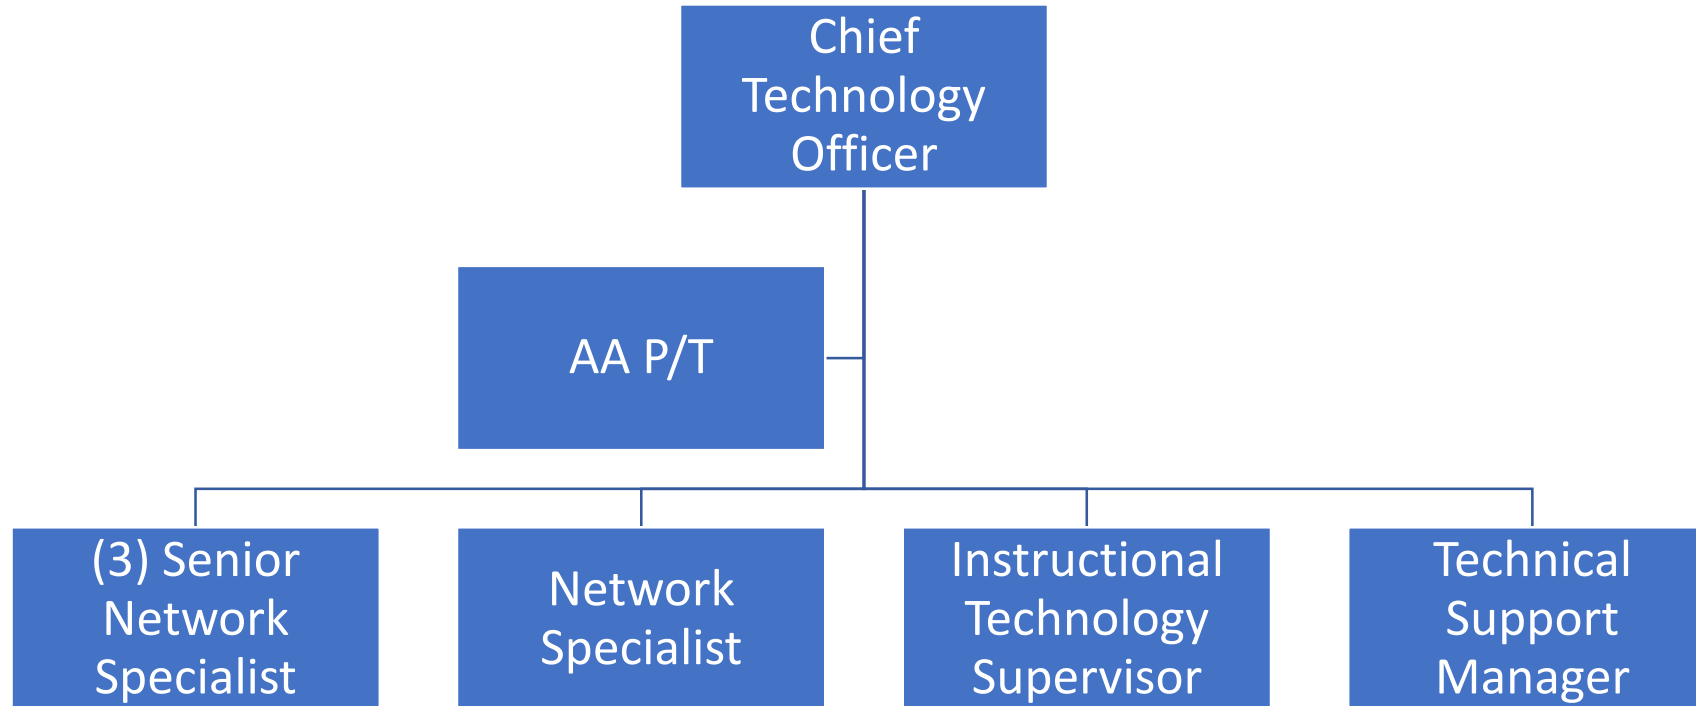 Chief
Technology
Officer
AA P/T
(3) Senior
Network
Specialist
Network
Specialist
Instructional
Technology
Supervisor
Technical
Support
Manager